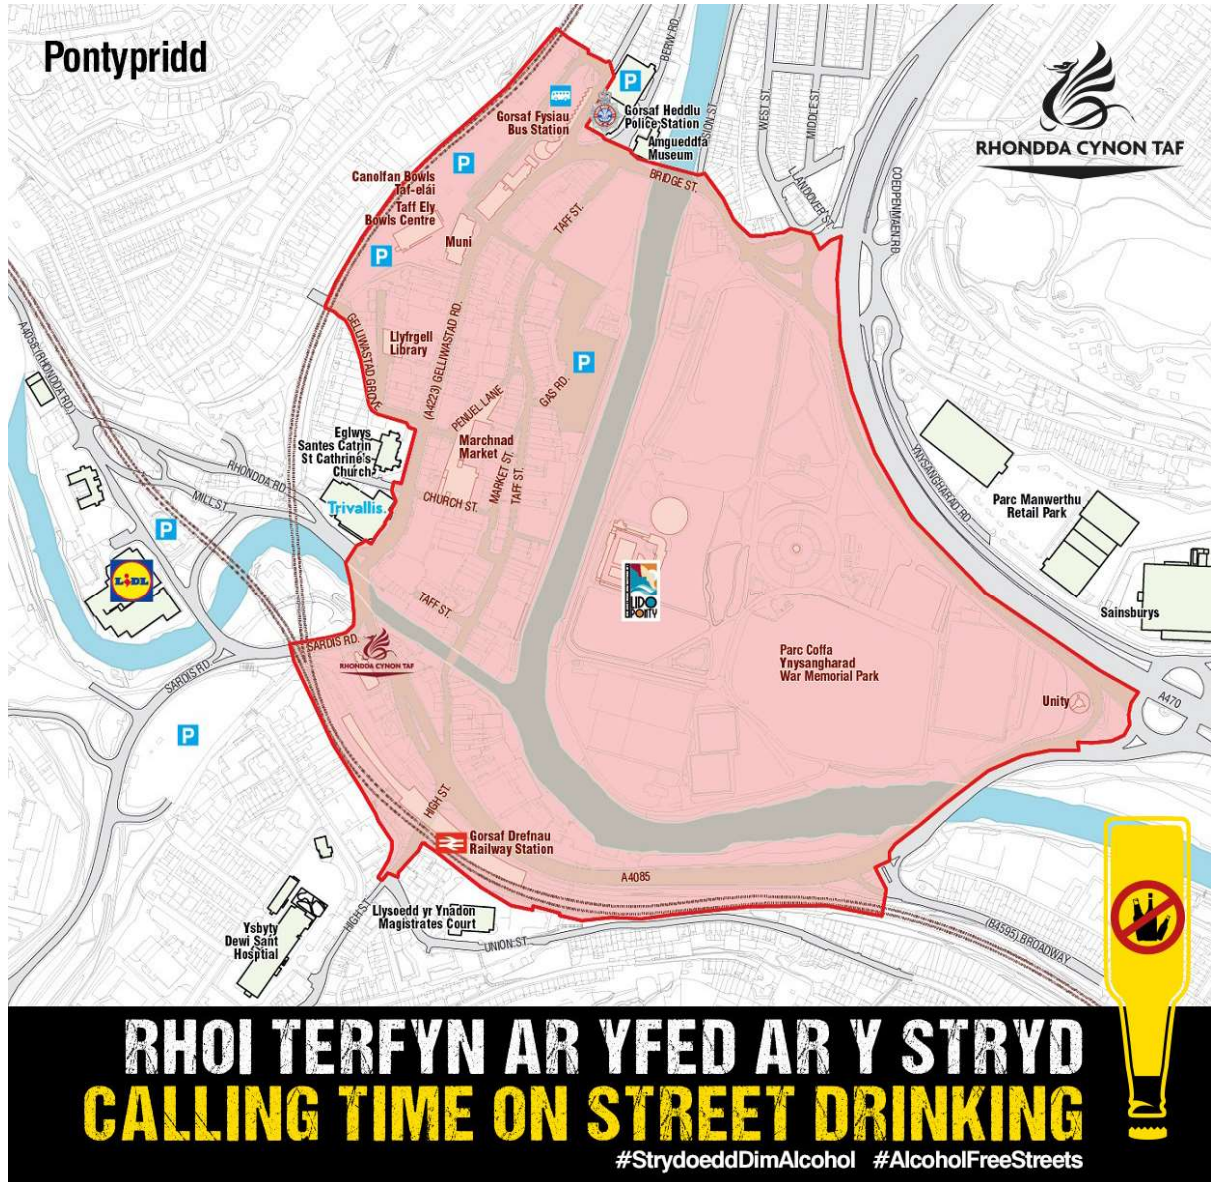 Pontypridd
RHONDDA CYNON TAF
BERW RD.
P
Gorsaf Heddlu
Police Station
Gorsaf Fysiau
Bus Station
Amgueddfa
Museum
WEST ST.
MIDDLE ST.
LLANDOVER ST.
COEDPENMAEN RD
BRIDGE ST.
P
Canolfan Bowls
Taf-elái
Taff Ely
Bowls Centre
TAFF ST.
Muni
P
GELLIWASTAD GROVE
Llyfrgell
Library
(A4223) GELLIWASTAD RD.
P
GAS RD.
PENUEL LANE
A4058 (RHONDDA RD.)
Eglwys
Santes Catrin
St Cathrine's
Church
Marchnad
Market
MARKET ST.
TAFF ST.
CHURCH ST.
RHONDDA RD
MILL ST
Trivallis.
P
LIDL
YNYSANGHARAD RD
Parc Manwerthu
Retail Park
Sainsburys
LIDO
PONTY
TAFF ST.
SARDIS RD.
RHONDDA CYNON TAF
SARDIS RD
Parc Coffa
Ynysangharad
War Memorial Park
Unity
A470
P
HIGH ST.
Gorsaf Drefnau
Railway Station
A4085
Llysoedd yr Ynadon
Magistrates Court
HIGH ST.
UNION ST.
(B4595) BROADWAY
Ysbyty
Dewi Sant
Hosptial
RHOI TERFYN AR YFED AR Y STRYD
CALLING TIME ON STREET DRINKING
#StrydoeddDimAlcohol #AlcoholFreeStreets